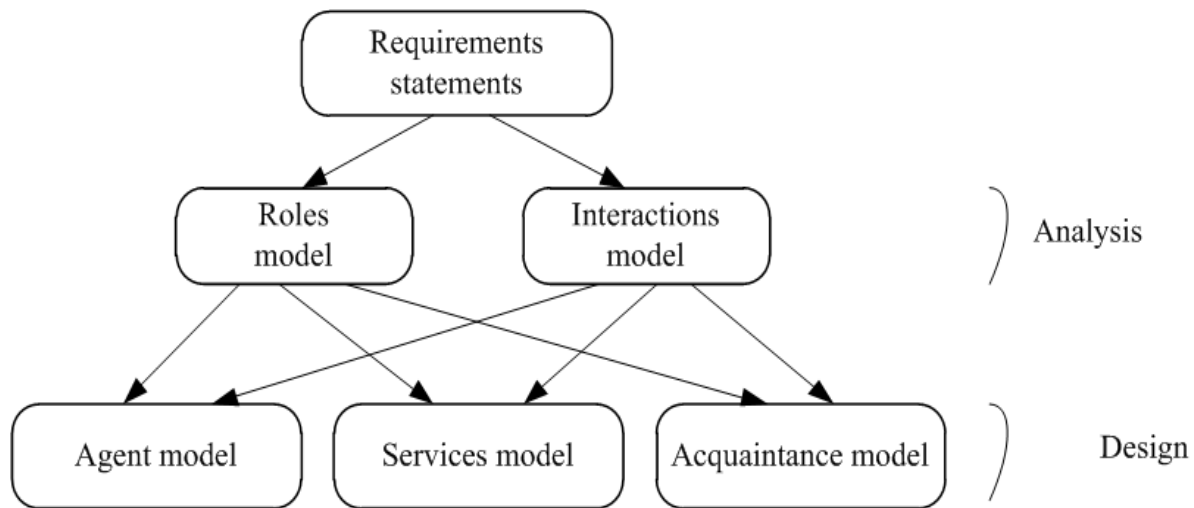 Requirements
statements
Roles
model
Interactions
model
Analysis
Agent model
Services model
Acquaintance model
Design